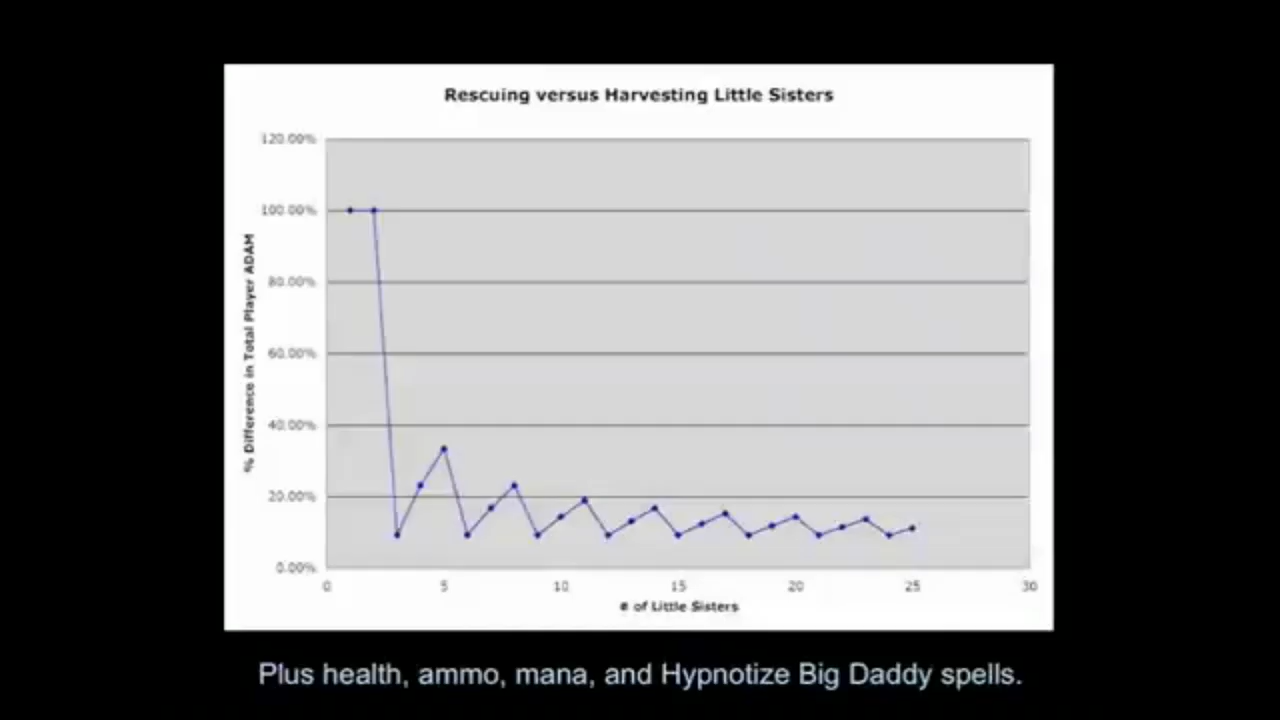 Rescuing versus Harvesting Little Sisters
120.00%
100.00%
80.00%
60.00%
40.00%
20.00%
0.00%
% Difference in Total Player ADAM
0 5 10 15 20 25 30
# of Little Sisters
Plus health, ammo, mana, and Hypnotize Big Daddy spells.